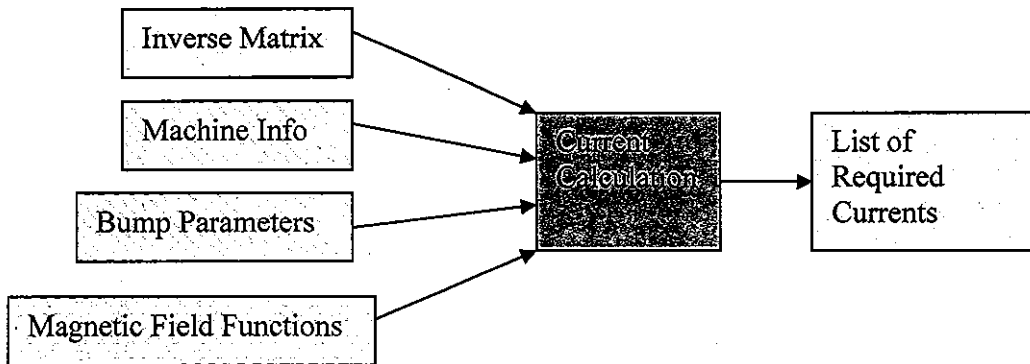 Inverse Matrix
Machine Info
Bump Parameters
Magnetic Field Functions
Current
Calculation
List of
Required
Currents